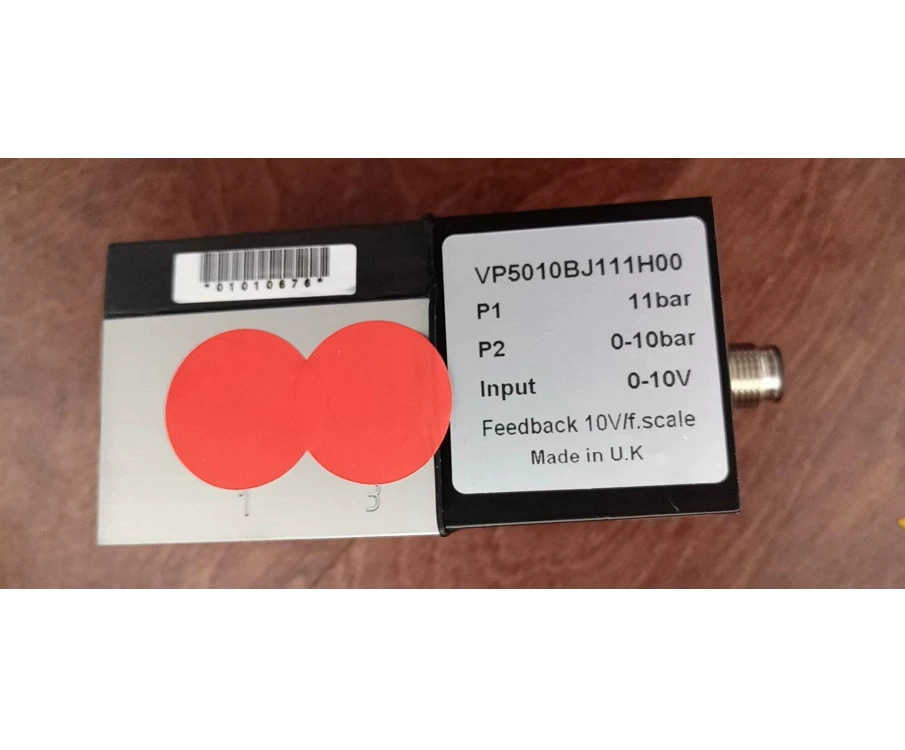 *01010676*
1 3
VP5010BJ111H00
P1 11bar
P2 0-10bar
Input 0-10V
Feedback 10V/f.scale
Made in U.K